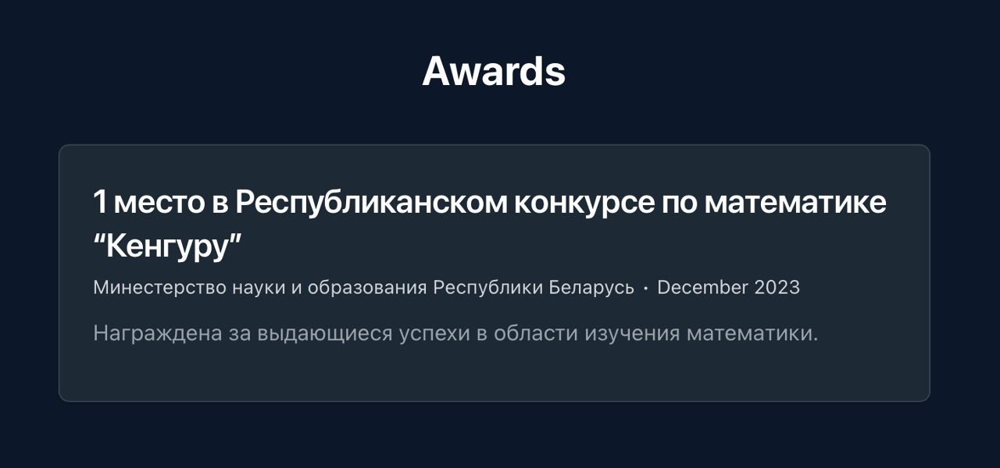 Awards
1 место в Республиканском конкурсе по математике
“Кенгуру”
Минестерство науки и образования Республики Беларусь • December 2023
Награждена за выдающиеся успехи в области изучения математики.